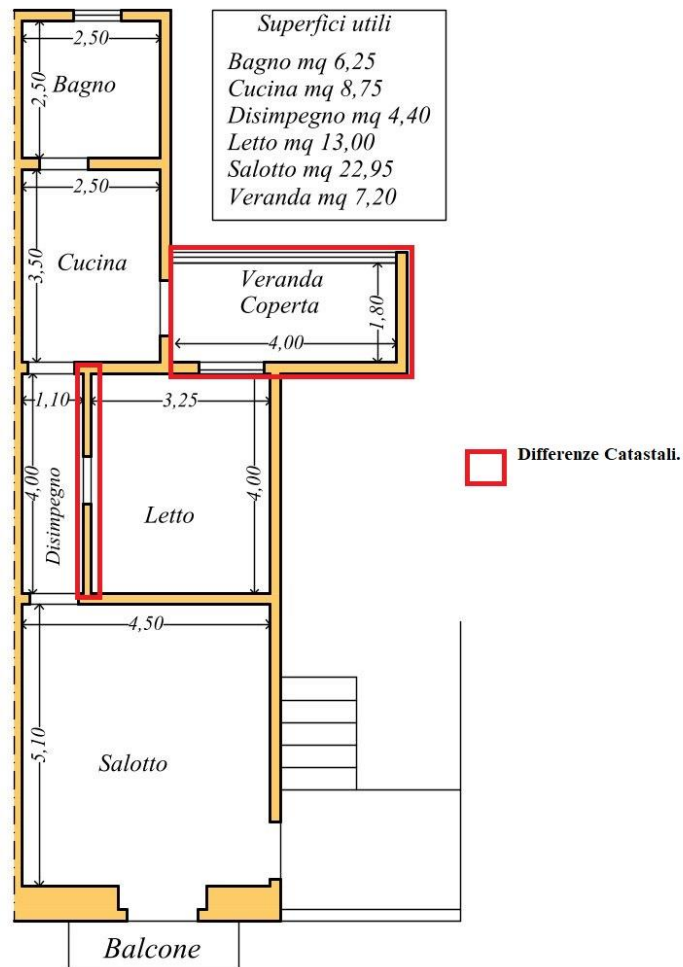 Superfici utili
Bagno mq 6,25
Cucina mq 8,75
Disimpegno mq 4,40
Letto mq 13,00
Salotto mq 22,95
Veranda mq 7,20
2,50
Bagno
2,50
2,50
Cucina
3,50
Veranda
Coperta
1,80
4,00
1,10
3,25
4,00
Disimpegno
Letto
4,00
Differenze Catastali.
4,50
5,10
Salotto
Balcone